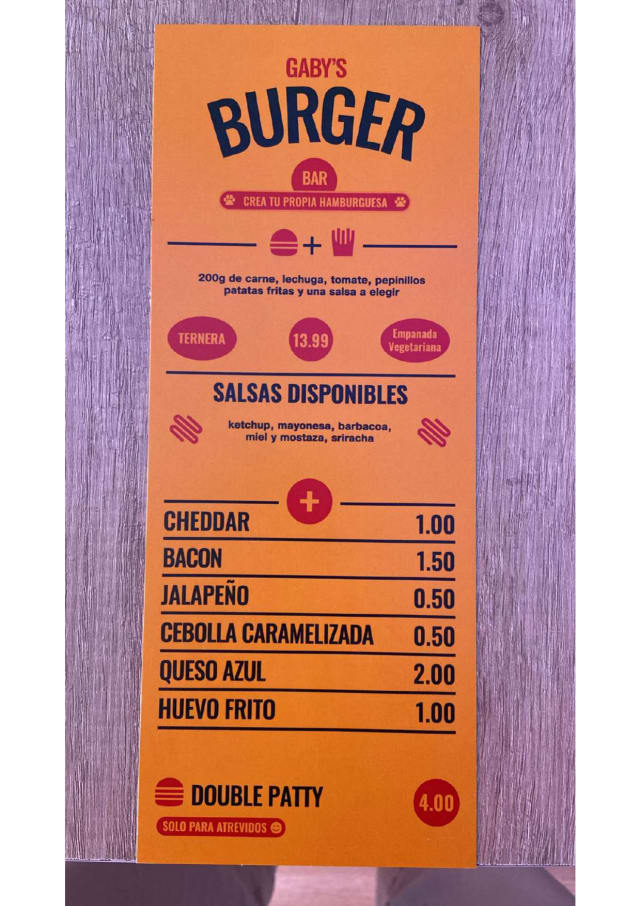 GABY'S
BURGER
BAR
CREA TU PROPIA HAMBURGUESA
+
200g de carne, lechuga, tomate, pepinillos
patatas fritas y una salsa a elegir
TERNERA 13.99 Empanada
Vegetariana
SALSAS DISPONIBLES
ketchup, mayonesa, barbacoa,
miel y mostaza, sriracha
+
CHEDDAR 1.00
BACON 1.50
JALAPEÑO 0.50
CEBOLLA CARAMELIZADA 0.50
QUESO AZUL 2.00
HUEVO FRITO 1.00
DOUBLE PATTY 4.00
SOLO PARA ATREVIDOS